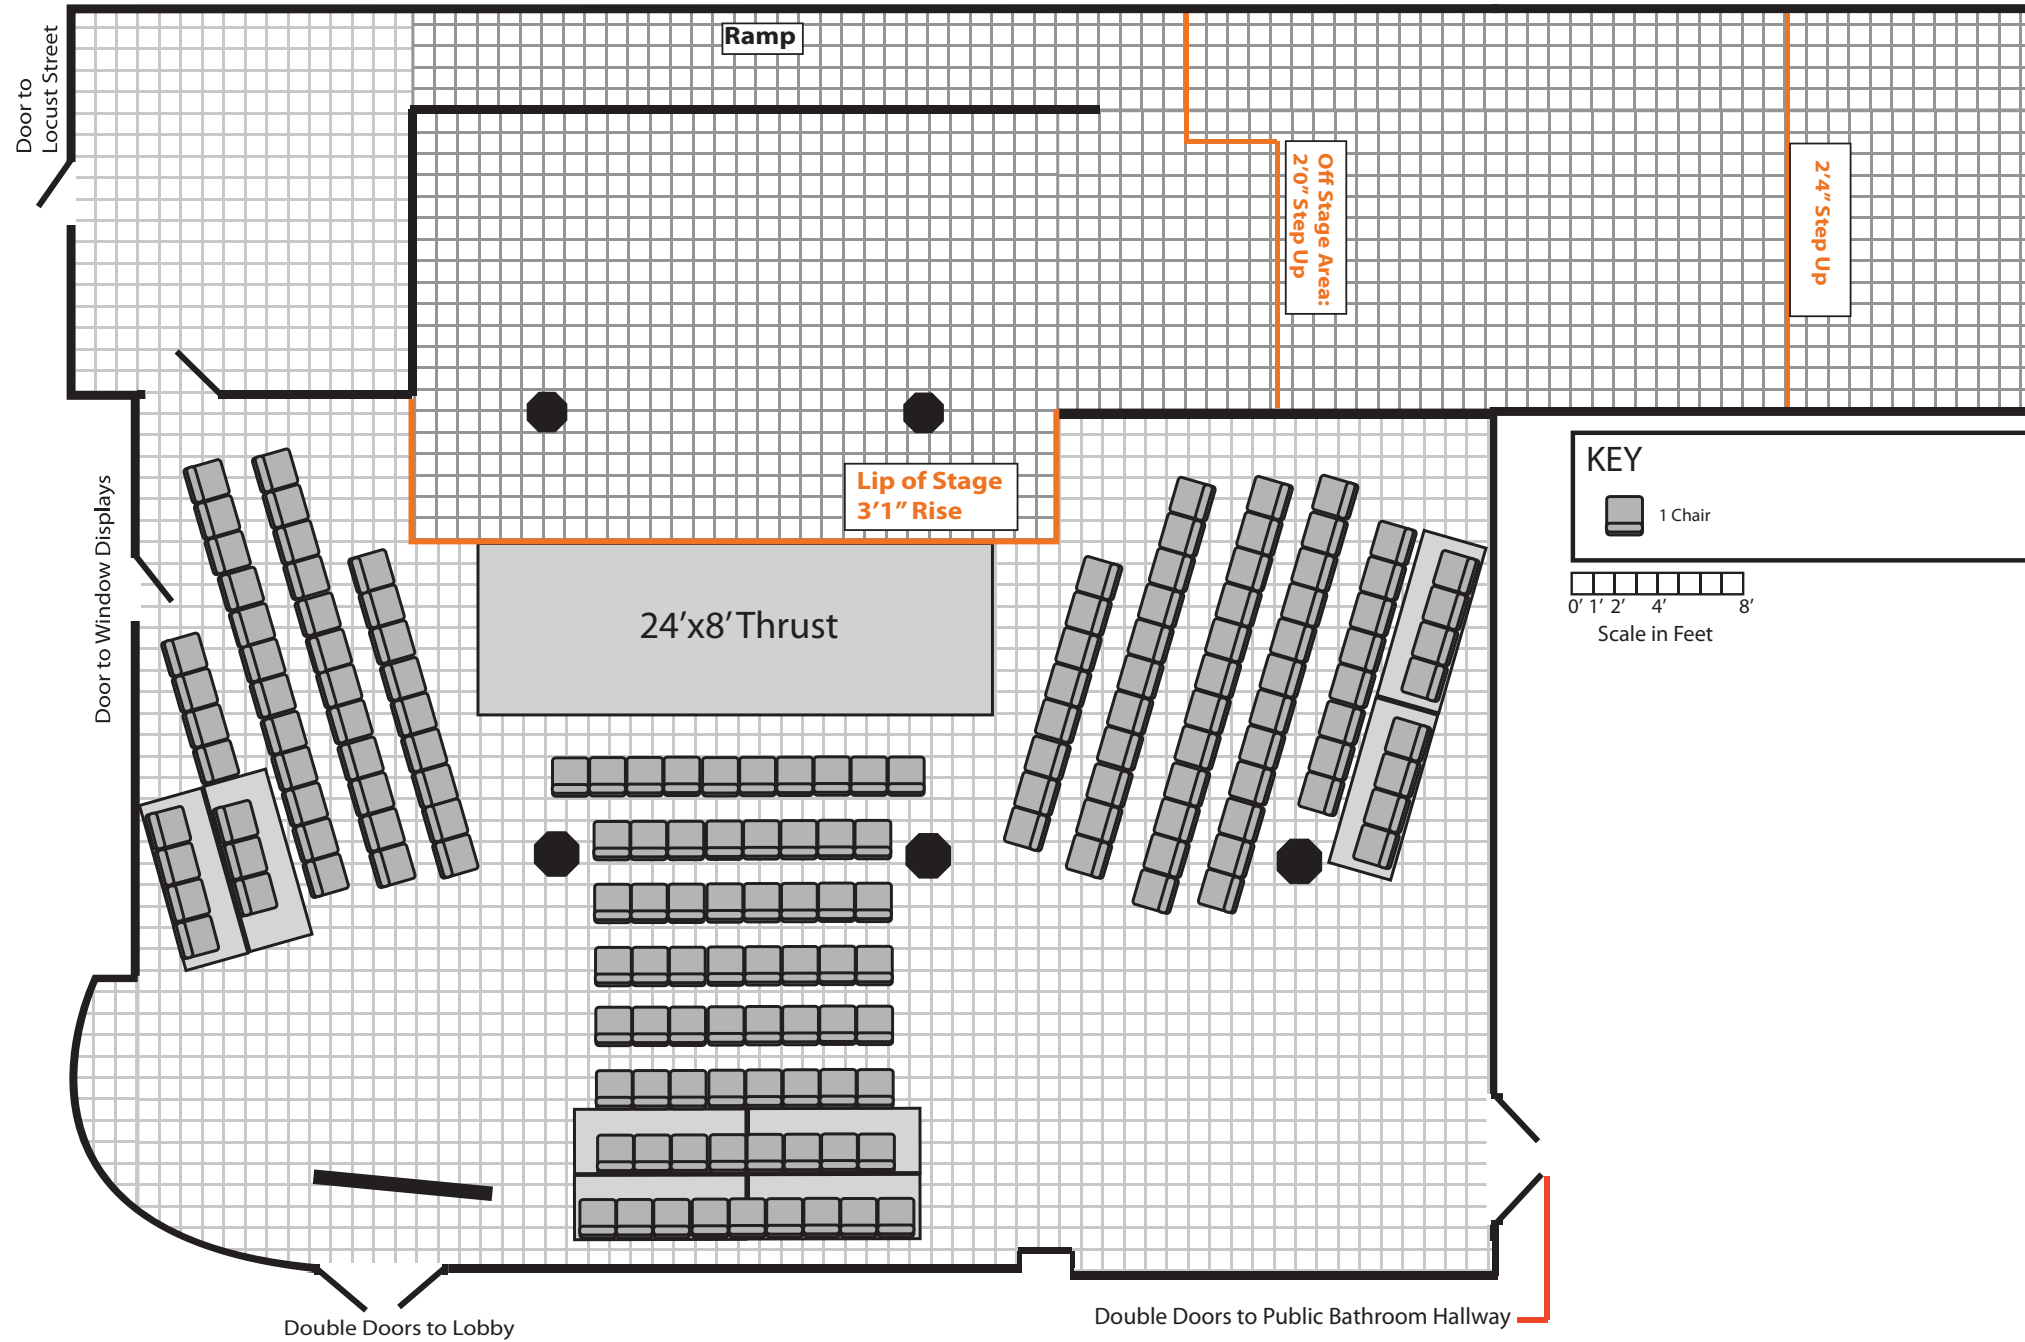 Ramp
Door to
Locust Street
Off Stage Area:
2'0" Step Up
2'4" Step Up
KEY
1 Chair
0' 1' 2' 4' 8'
Scale in Feet
Lip of Stage
3'1" Rise
Door to Window Displays
24'x8' Thrust
Double Doors to Public Bathroom Hallway
Double Doors to Lobby